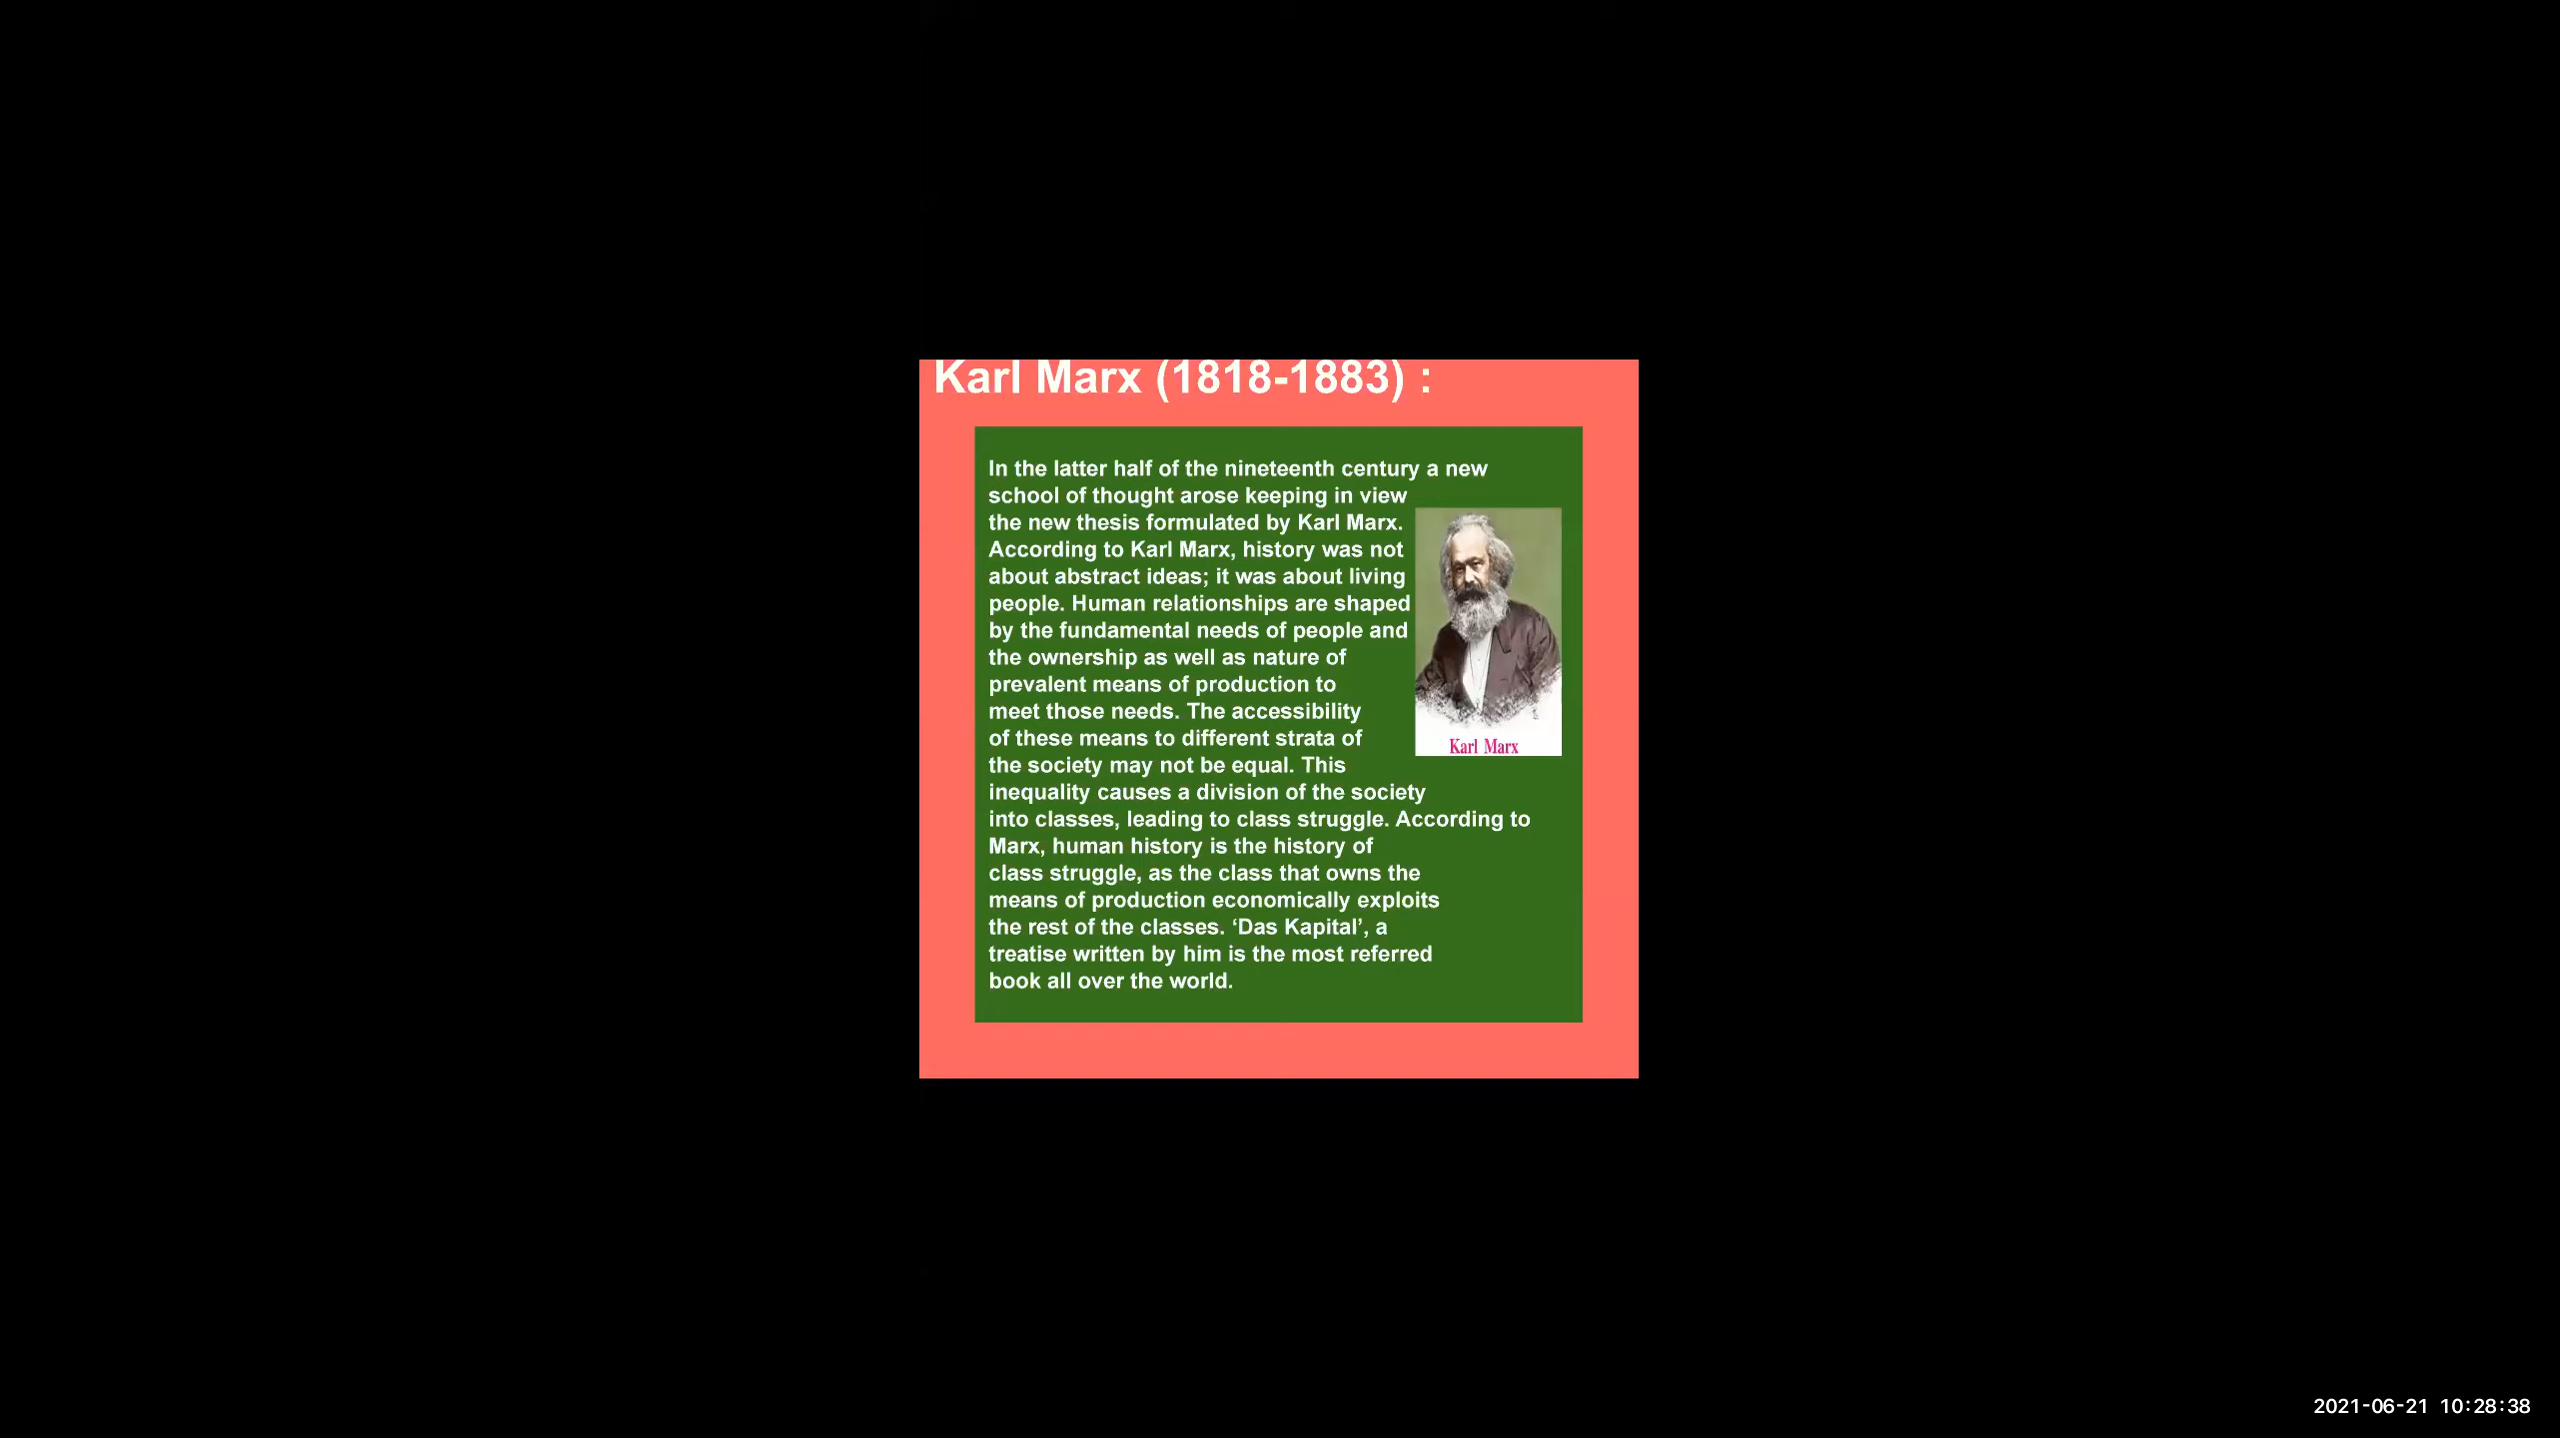 Karl Marx (1818-1883) :
In the latter half of the nineteenth century a new
school of thought arose keeping in view
the new thesis formulated by Karl Marx.
According to Karl Marx, history was not
about abstract ideas; it was about living
people. Human relationships are shaped
by the fundamental needs of people and
the ownership as well as nature of
prevalent means of production to
meet those needs. The accessibility
of these means to different strata of
the society may not be equal. This
inequality causes a division of the society
into classes, leading to class struggle. According to
Marx, human history is the history of
class struggle, as the class that owns the
means of production economically exploits
the rest of the classes. ‘Das Kapital’, a
treatise written by him is the most referred
book all over the world.
Karl Marx
2021-06-21 10:28:38